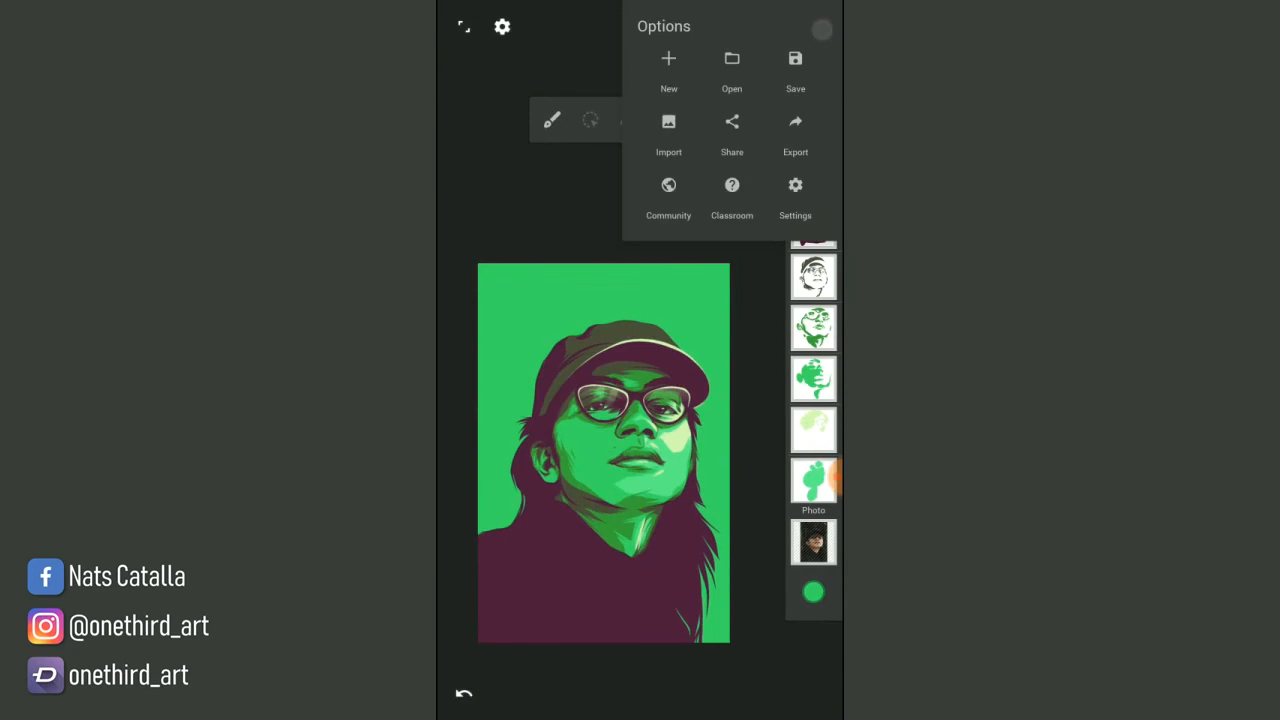 Options
New
Open
Save
Import
Share
Export
Community
Classroom
Settings
Photo
Nats Catalla
@onethird_art
onethird_art